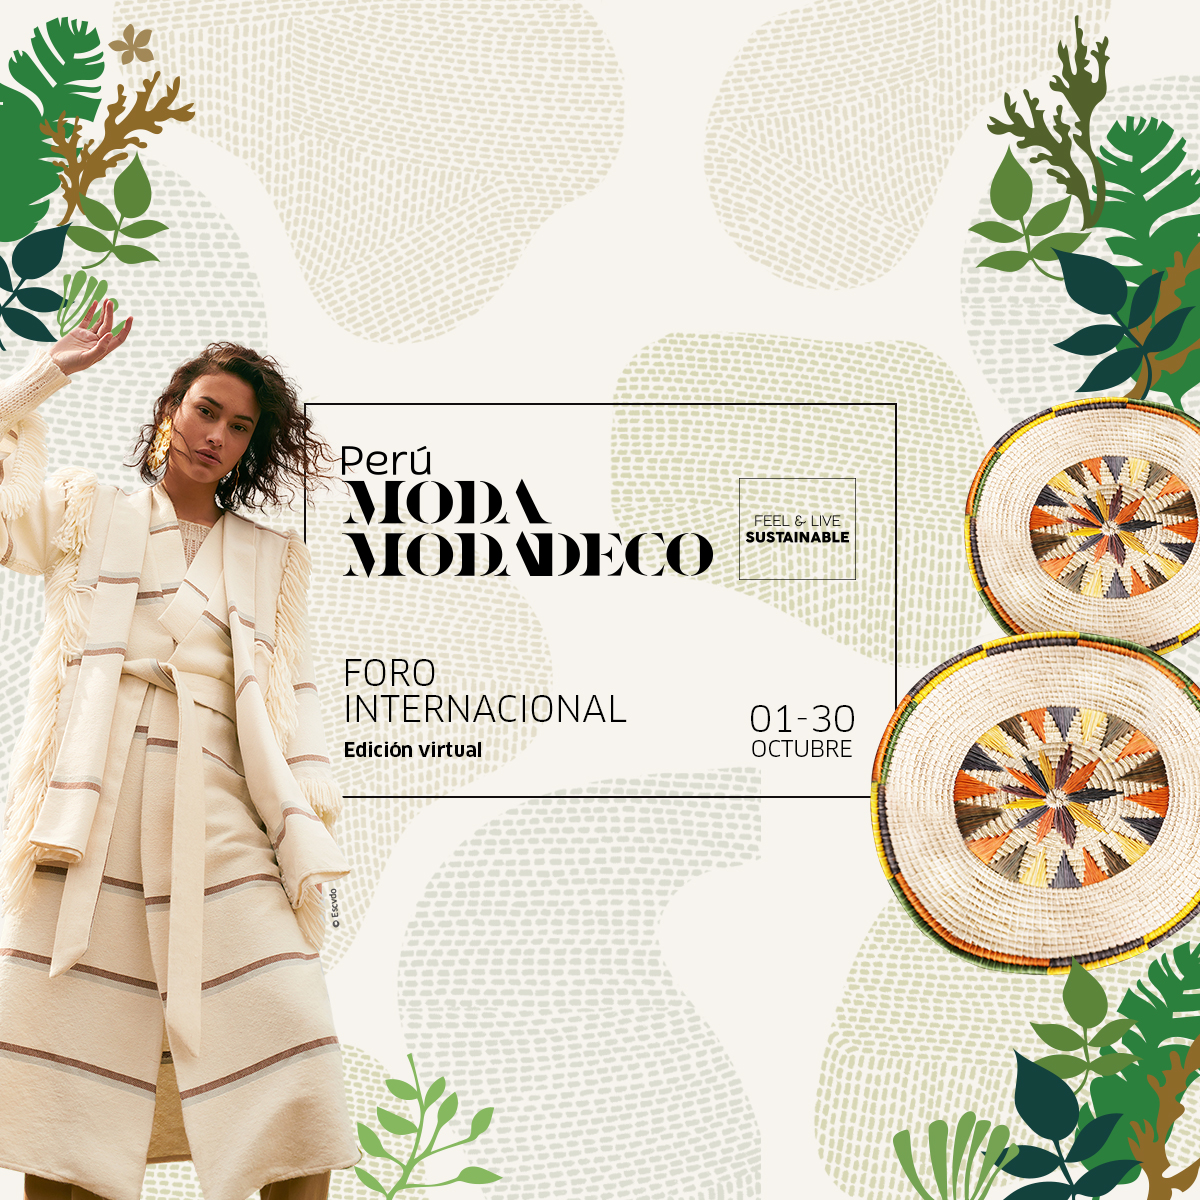 Perú
MODA
MODADECO
FEEL & LIVE
SUSTAINABLE
FORO
INTERNACIONAL
Edición virtual
01-30
OCTUBRE
© Escvdo